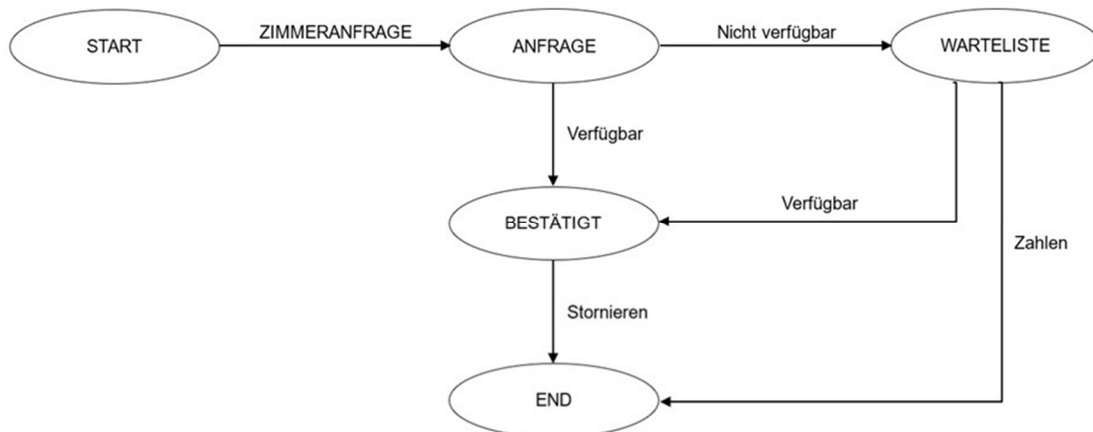 START
ZIMMERANFRAGE
ANFRAGE
Nicht verfügbar
WARTELISTE
Verfügbar
BESTÄTIGT
Verfügbar
Zahlen
Stornieren
END